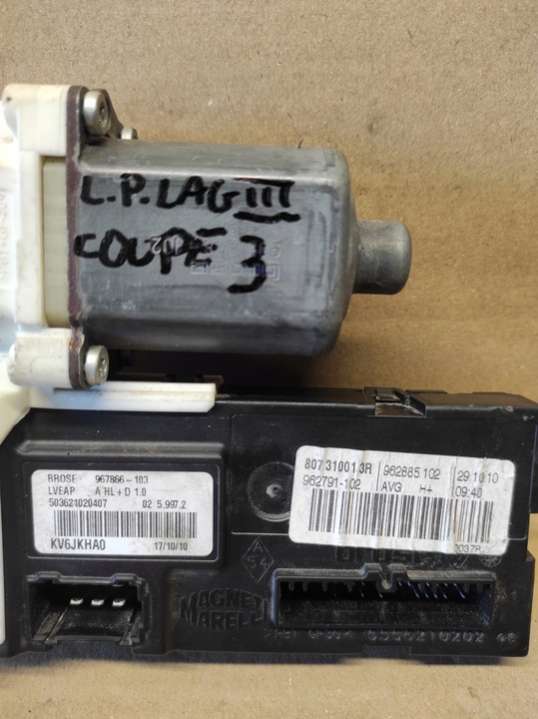 L.P. LAG III
COUPE 3
BROSE 967866-103
LVEAP A HL+D 1.0
503621020407 02 5.997.2
KV6JKHA0 17/10/10
807310013R 962885.102 29.10.10
962791-102 AVG H+ 09:40
MAGNETI
MARELLI